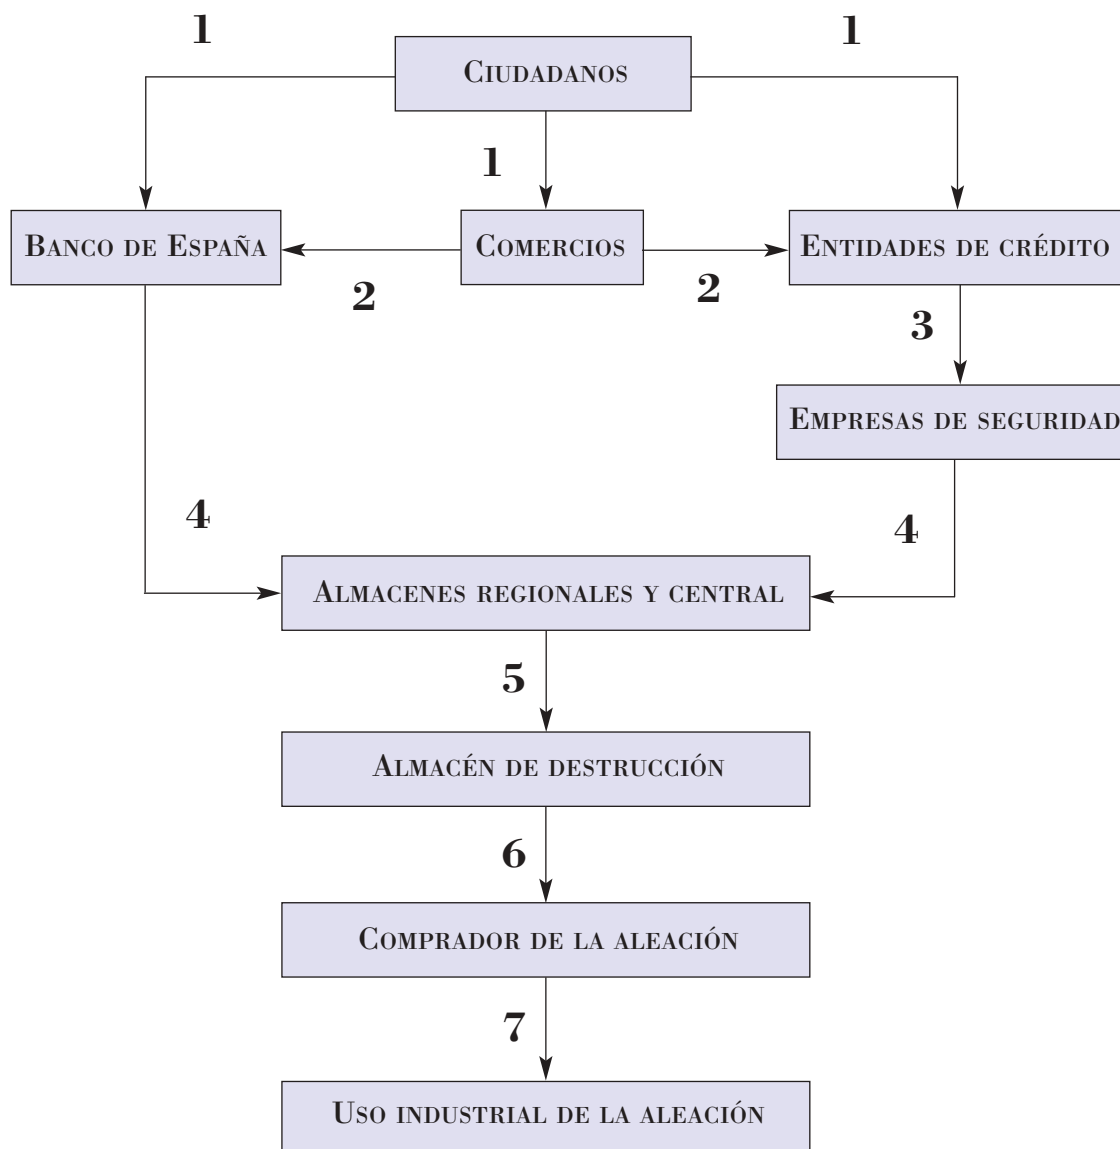 1
1
CIUDADANOS
1
BANCO DE ESPAÑA
COMERCIOS
ENTIDADES DE CRÉDITO
2
2
3
EMPRESAS DE SEGURIDAD
4
4
ALMACENES REGIONALES Y CENTRAL
5
ALMACÉN DE DESTRUCCIÓN
6
COMPRADOR DE LA ALEACIÓN
7
USO INDUSTRIAL DE LA ALEACIÓN